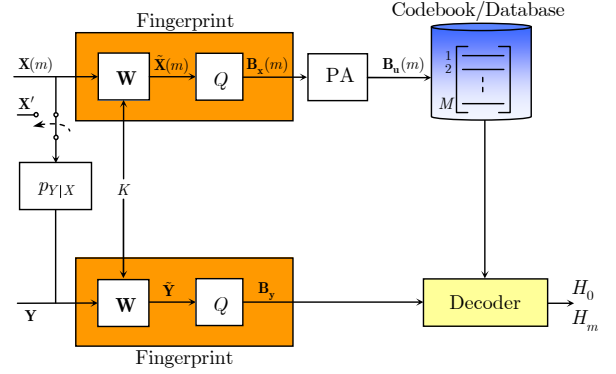 Fingerprint
Codebook/Database
X(m)
W
X̃(m)
Q
B_x(m)
PA
B_u(m)
1
2
M
X′
p_{Y|X}
K
W
Ỹ
Q
B_y
Y
Decoder
H_0
H_m
Fingerprint